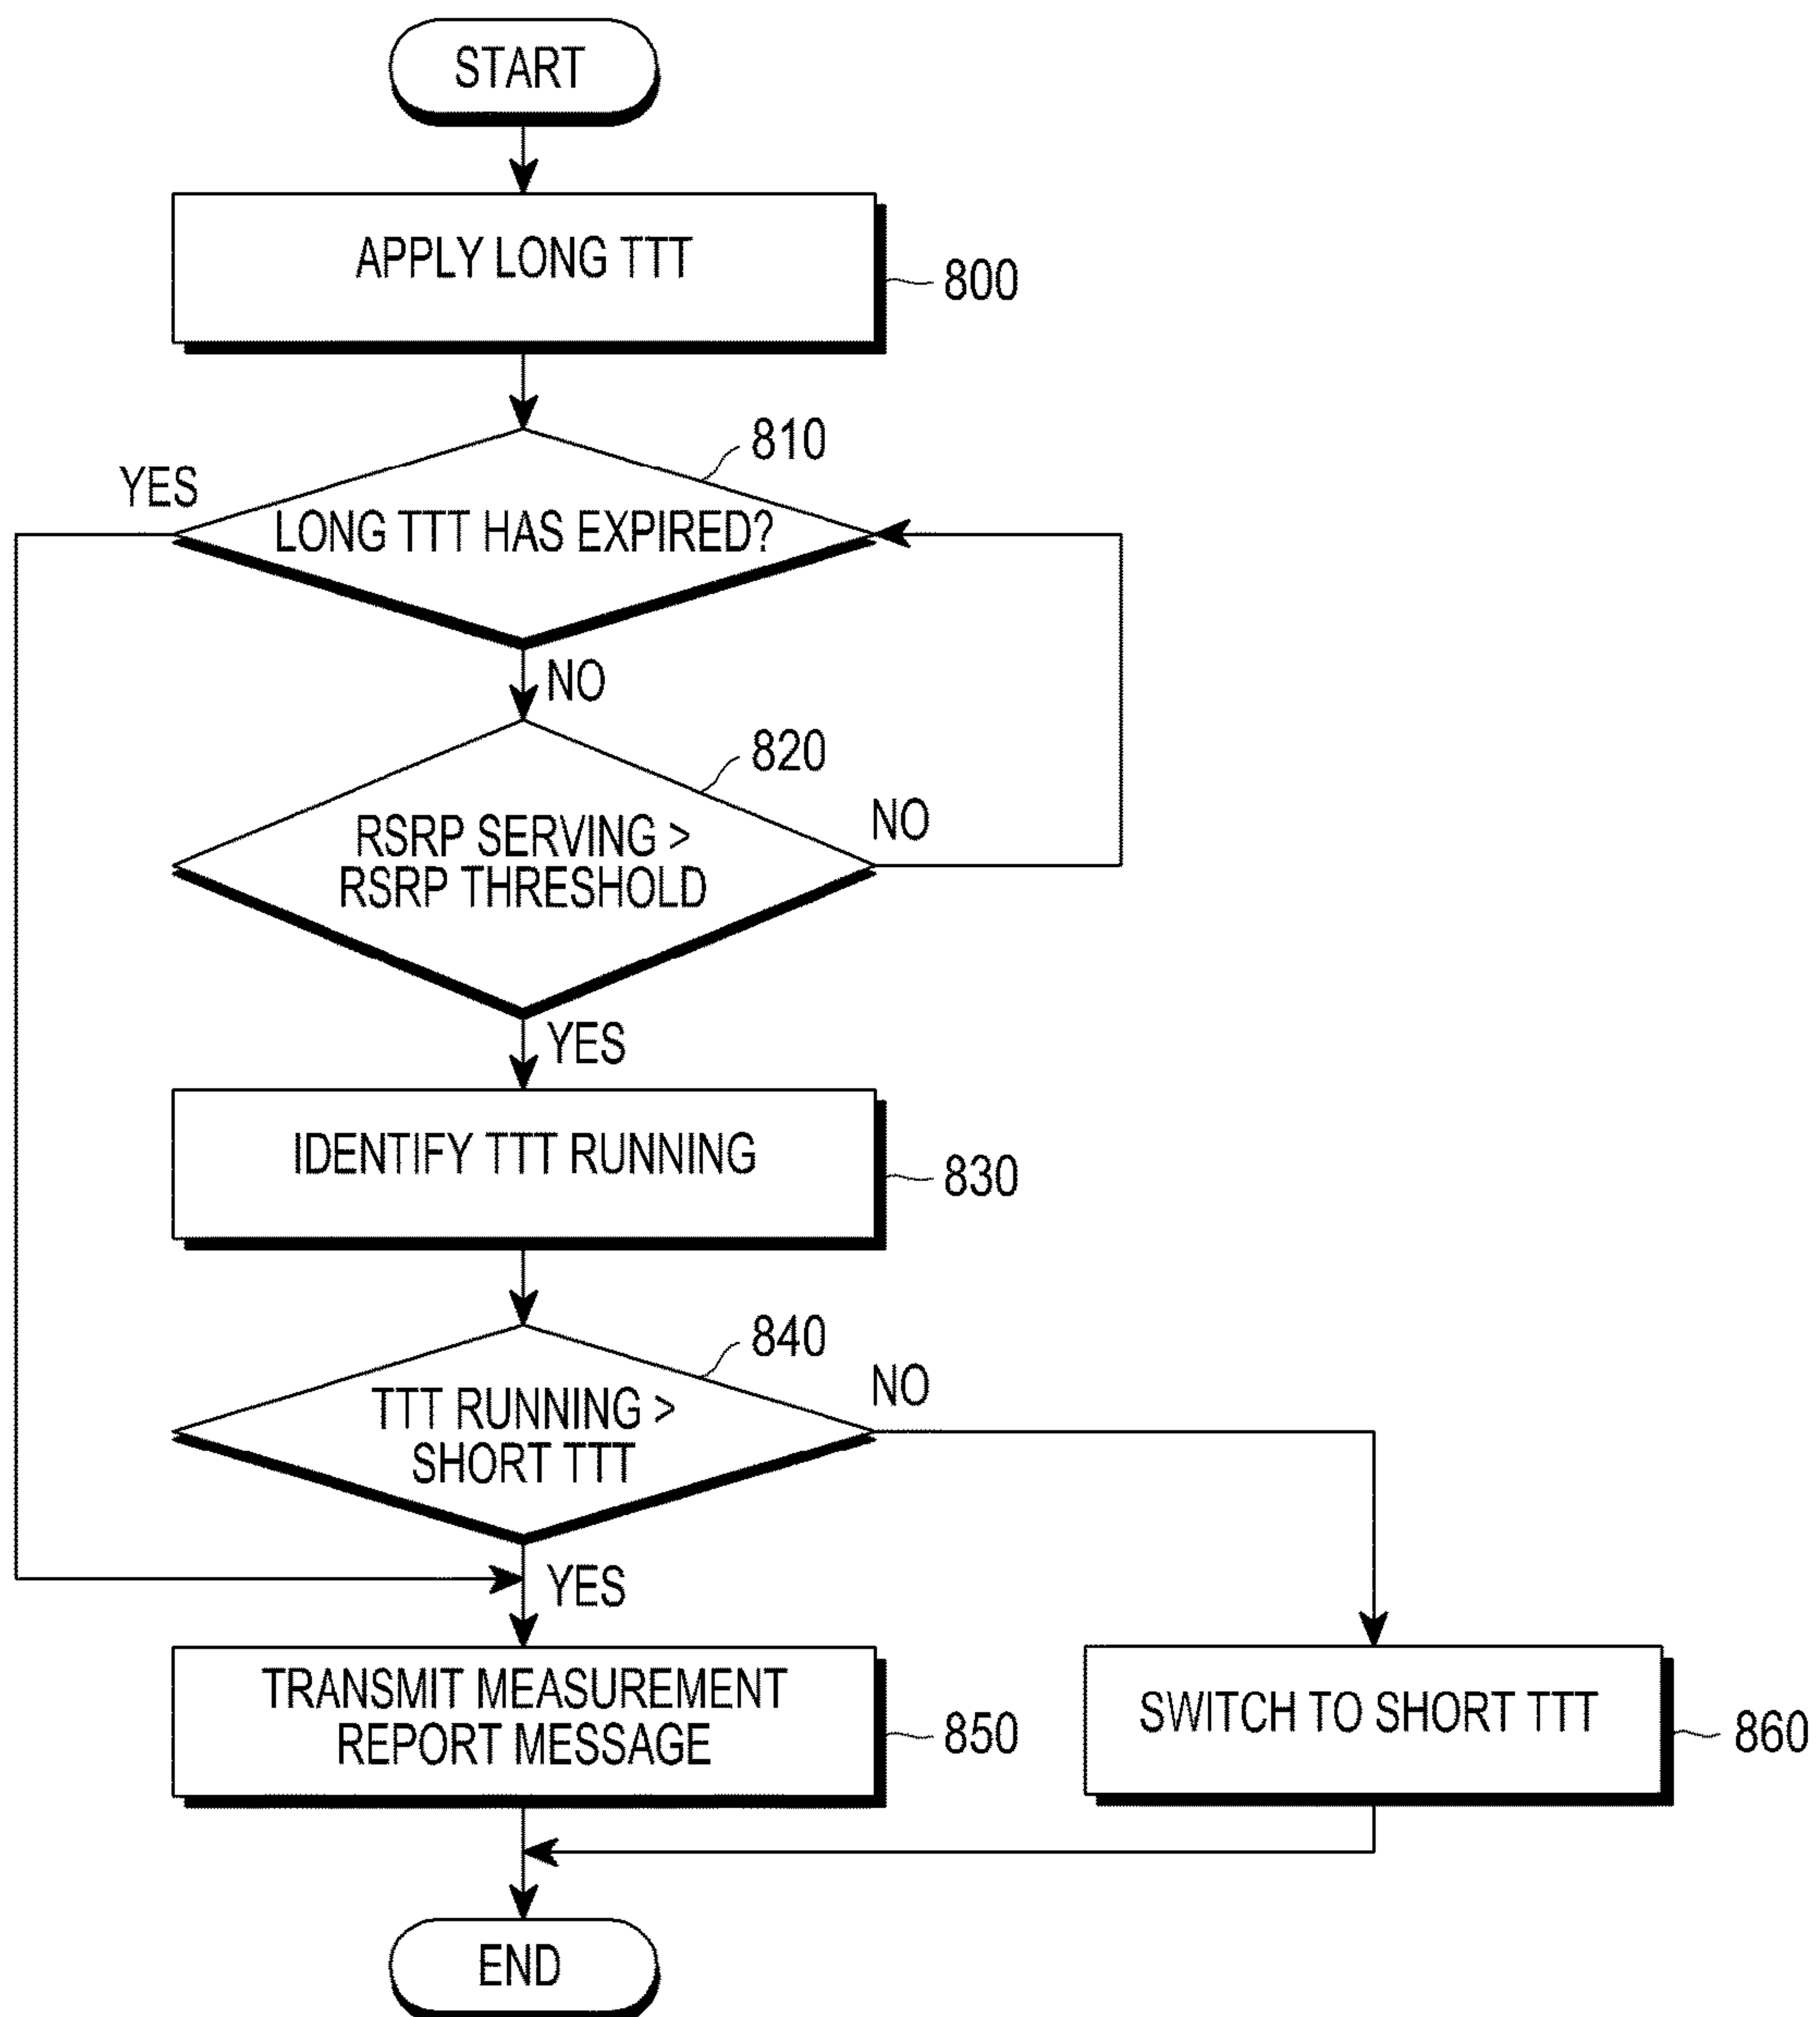 START
APPLY LONG TTT
800
810
YES
LONG TTT HAS EXPIRED?
NO
820
RSRP SERVING >
RSRP THRESHOLD
NO
YES
IDENTIFY TTT RUNNING
830
840
TTT RUNNING >
SHORT TTT
NO
YES
TRANSMIT MEASUREMENT
REPORT MESSAGE
850
SWITCH TO SHORT TTT
860
END